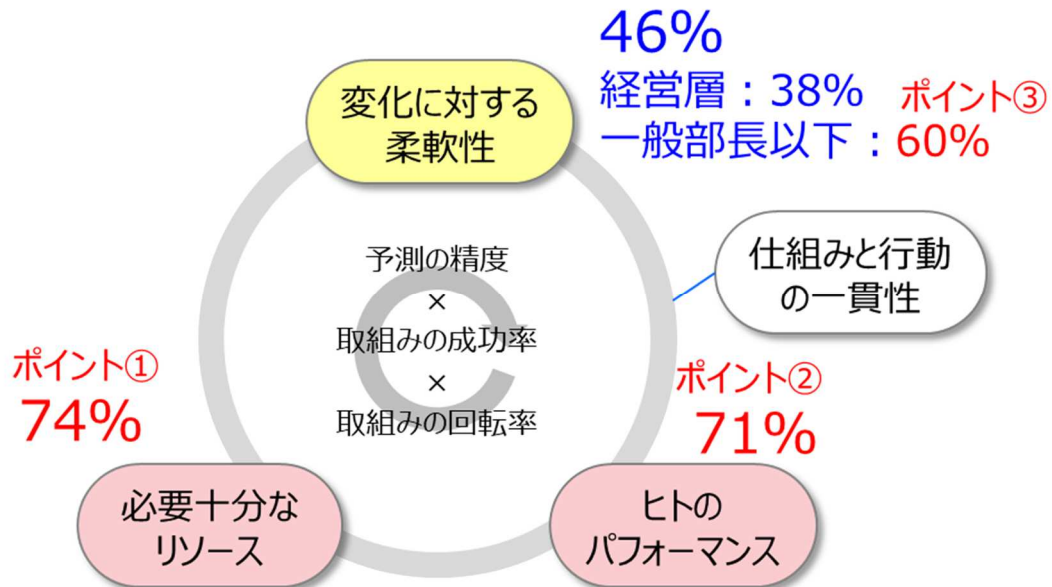 46%
経営層：38%
一般部長以下：60%
ポイント③
変化に対する
柔軟性
仕組みと行動
の一貫性
予測の精度
×
取組みの成功率
×
取組みの回転率
ポイント①
74%
ポイント②
71%
必要十分な
リソース
ヒトの
パフォーマンス